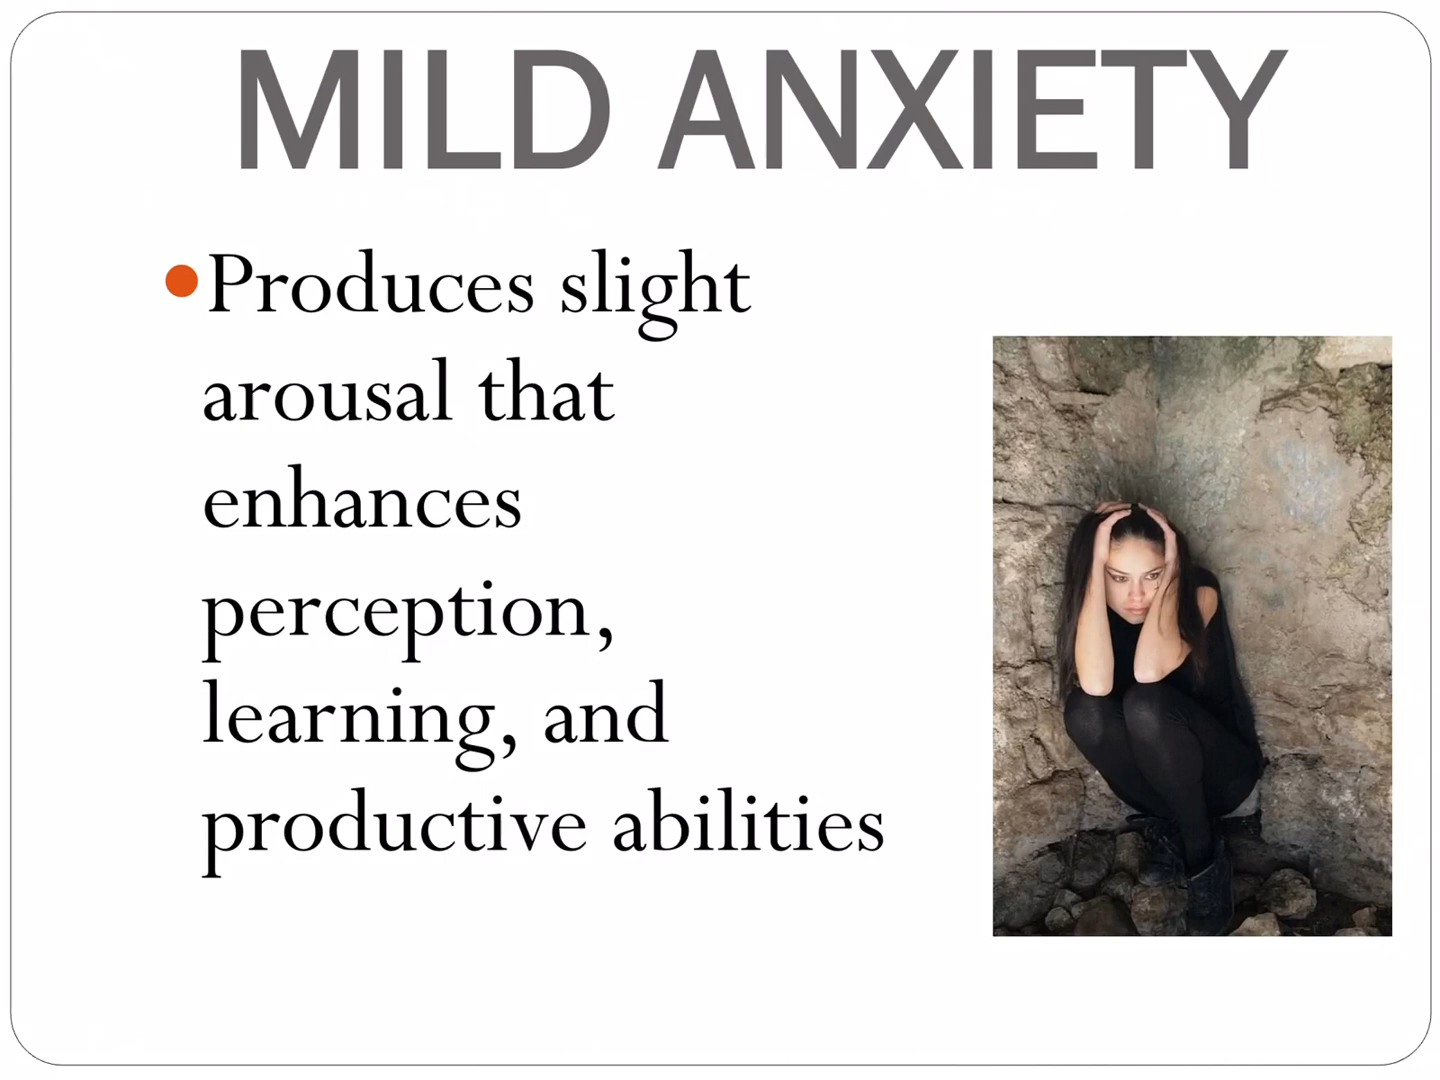 MILD ANXIETY
Produces slight
arousal that
enhances
perception,
learning, and
productive abilities